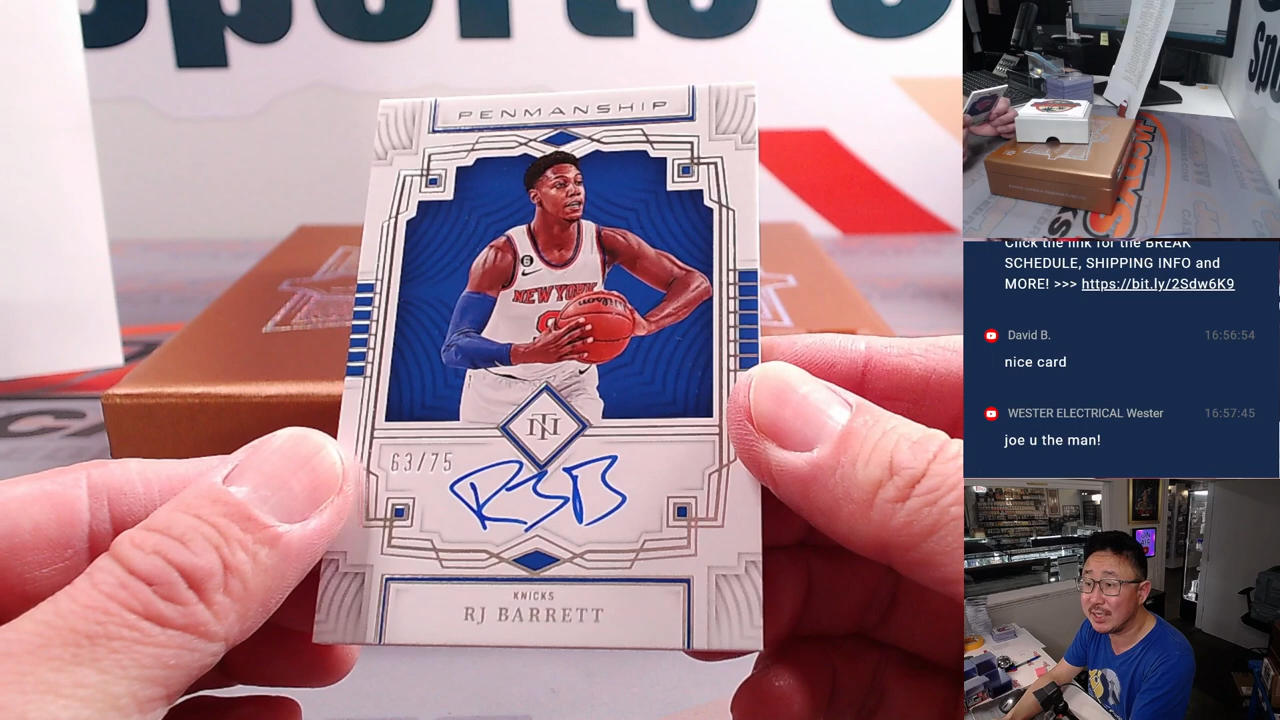 Sports C
PENMANSHIP
NEW YORK
63/75
RJB
KNICKS
RJ BARRETT
Click the link for the BREAK
SCHEDULE, SHIPPING INFO and
MORE! >>> https://bit.ly/2Sdw6K9
David B. 16:56:54
nice card
WESTER ELECTRICAL Wester 16:57:45
joe u the man!